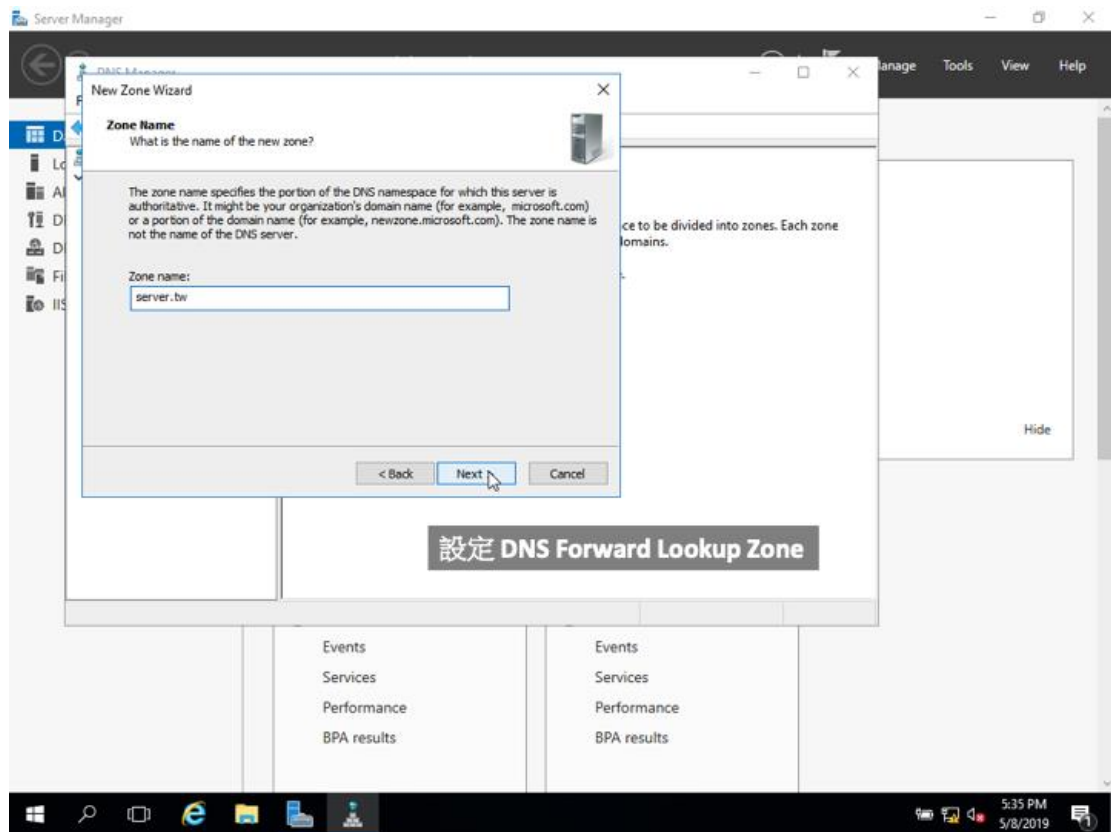 Server Manager
Manage Tools View Help
DNS Manager
New Zone Wizard
Zone Name
What is the name of the new zone?
The zone name specifies the portion of the DNS namespace for which this server is
authoritative. It might be your organization's domain name (for example, microsoft.com)
or a portion of the domain name (for example, newzone.microsoft.com). The zone name is
not the name of the DNS server.
ce to be divided into zones. Each zone
domains.
Zone name:
server.tw
IIS
Hide
< Back Next > Cancel
設定 DNS Forward Lookup Zone
Events Events
Services Services
Performance Performance
BPA results BPA results
5:35 PM
5/8/2019